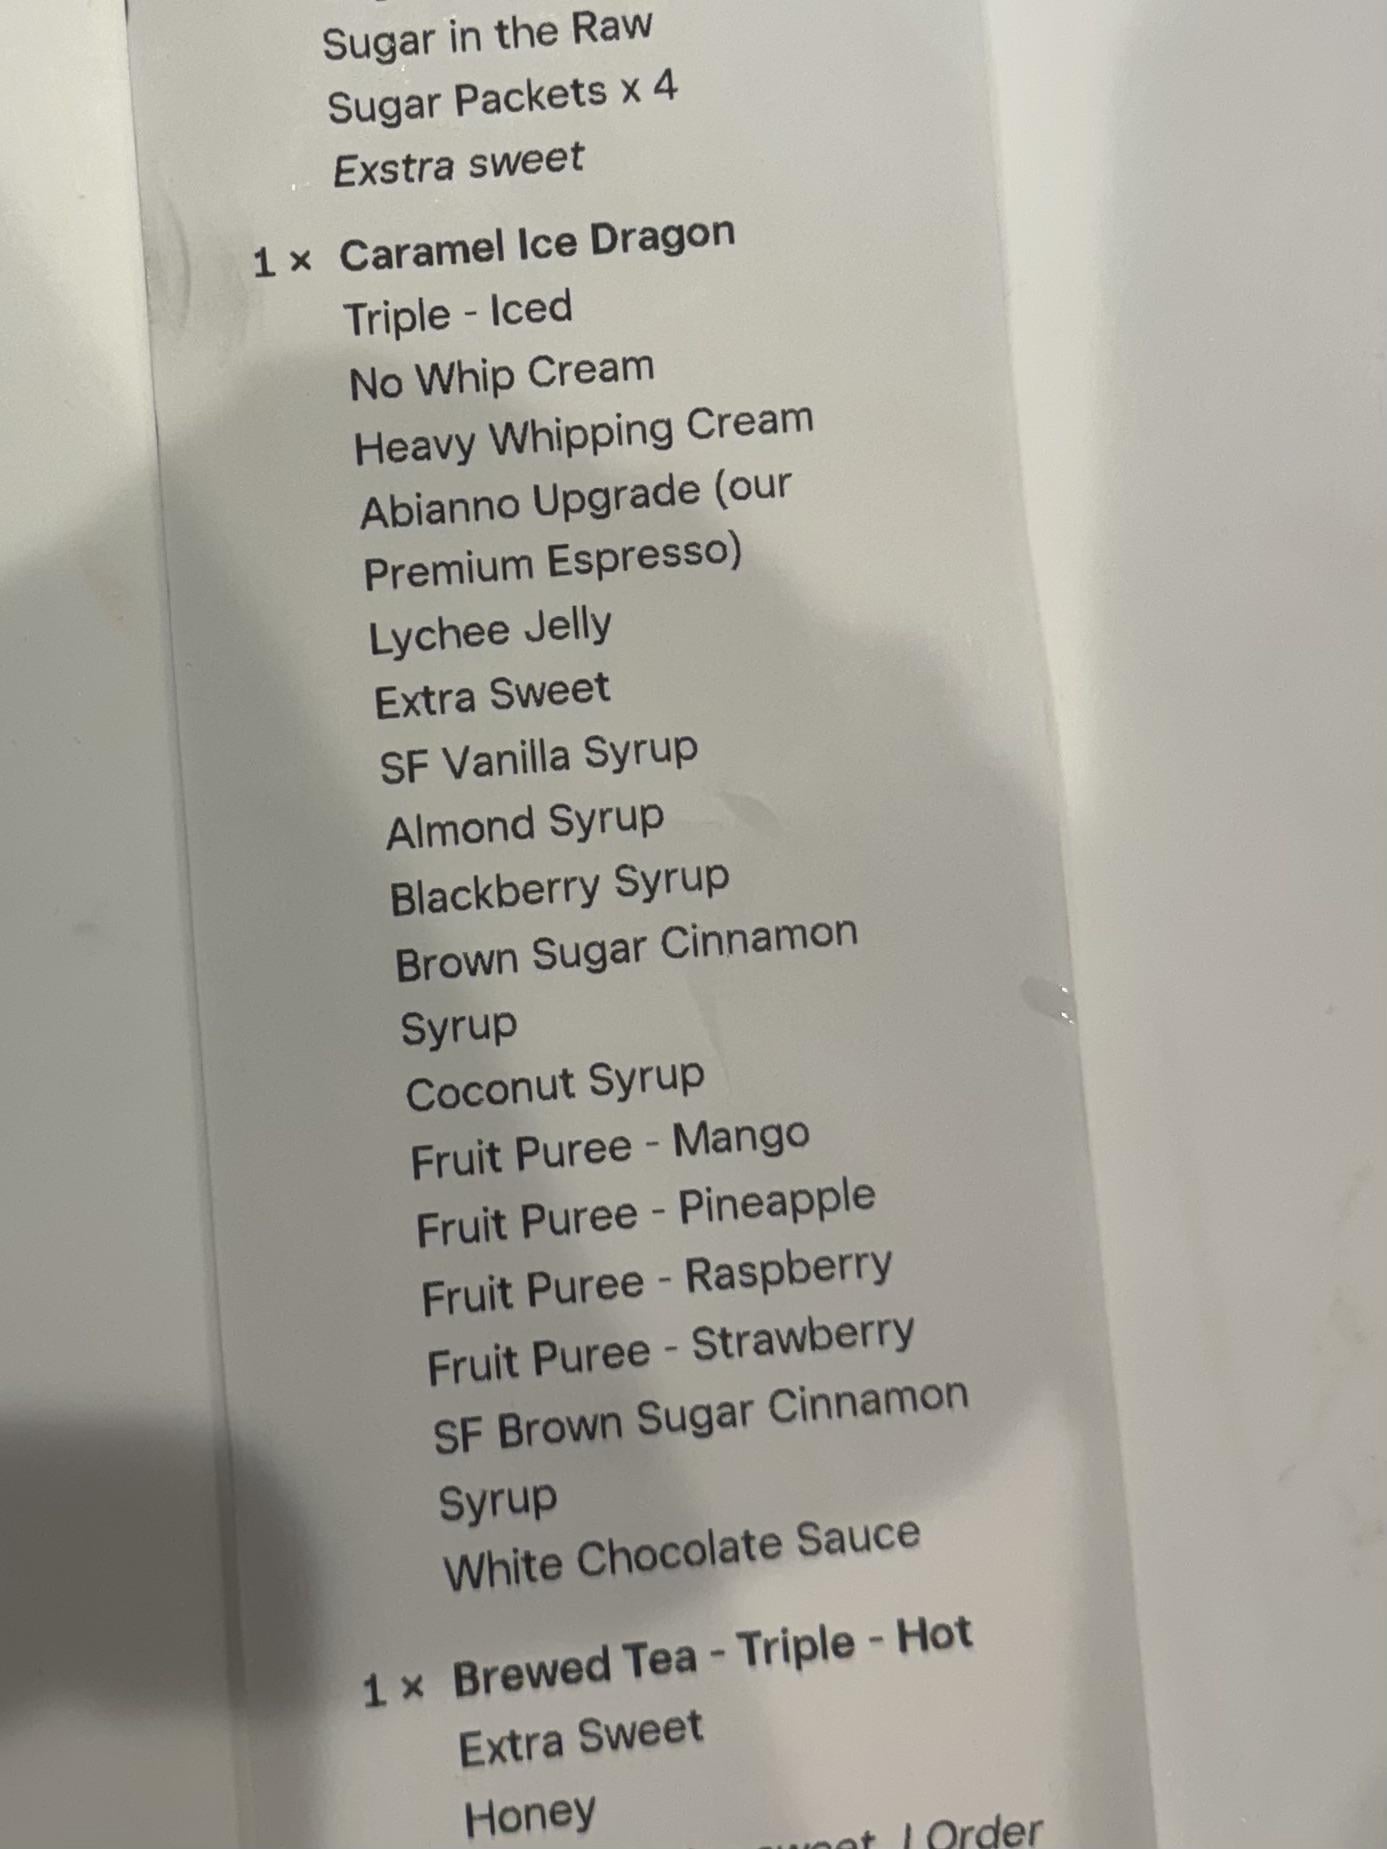 Sugar in the Raw
Sugar Packets x 4
Exstra sweet
1 × Caramel Ice Dragon
Triple - Iced
No Whip Cream
Heavy Whipping Cream
Abianno Upgrade (our
Premium Espresso)
Lychee Jelly
Extra Sweet
SF Vanilla Syrup
Almond Syrup
Blackberry Syrup
Brown Sugar Cinnamon
Syrup
Coconut Syrup
Fruit Puree - Mango
Fruit Puree - Pineapple
Fruit Puree - Raspberry
Fruit Puree - Strawberry
SF Brown Sugar Cinnamon
Syrup
White Chocolate Sauce
1 × Brewed Tea - Triple - Hot
Extra Sweet
Honey
Order